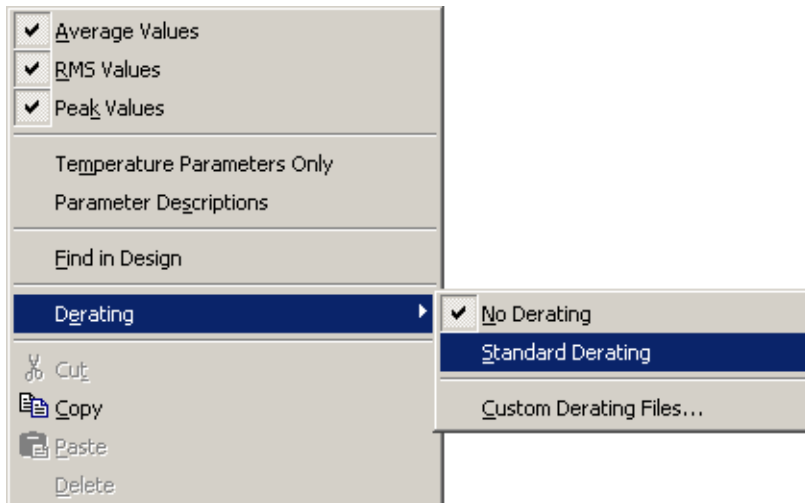 Average Values
RMS Values
Peak Values
Temperature Parameters Only
Parameter Descriptions
Find in Design
Derating
No Derating
Standard Derating
Custom Derating Files...
Cut
Copy
Paste
Delete